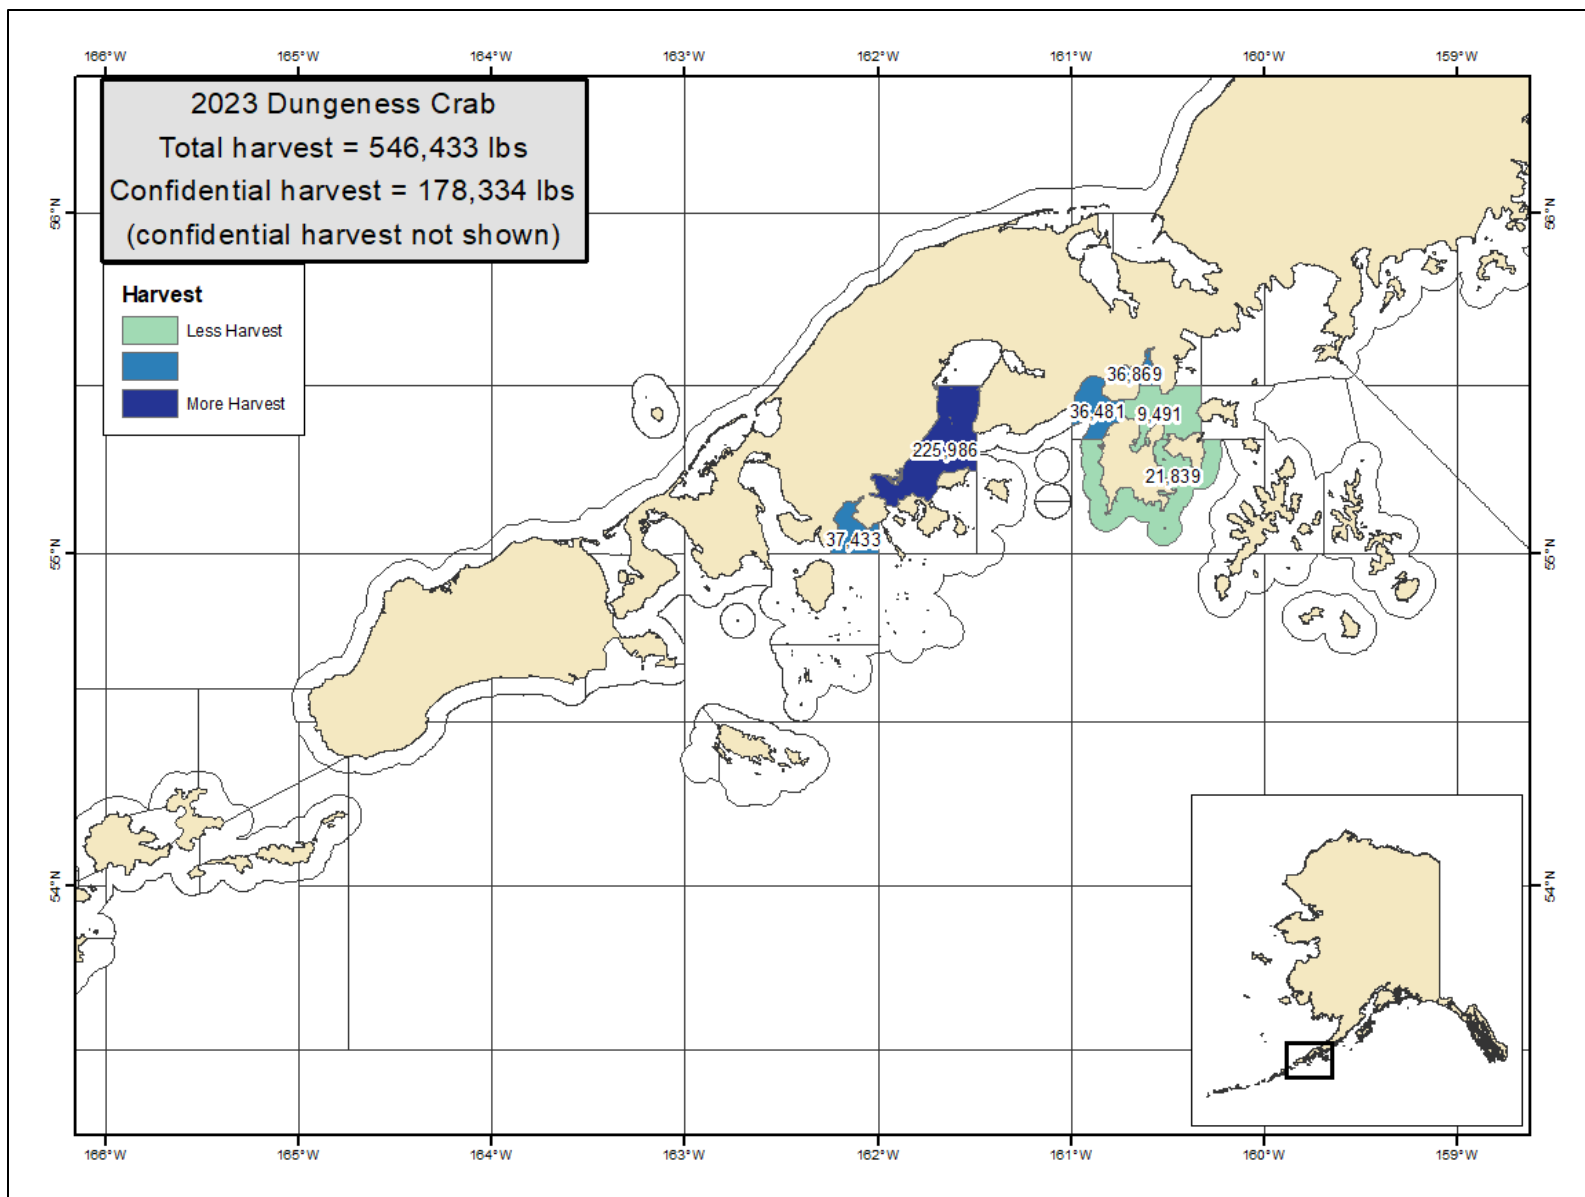 166°W 165°W 164°W 163°W 162°W 161°W 160°W 159°W
2023 Dungeness Crab
Total harvest = 546,433 lbs
Confidential harvest = 178,334 lbs
(confidential harvest not shown)
56°N 56°N
Harvest
Less Harvest
More Harvest
36,869
36,481 9,491
225,986
21,839
37,433
55°N 55°N
54°N 54°N
166°W 165°W 164°W 163°W 162°W 161°W 160°W 159°W